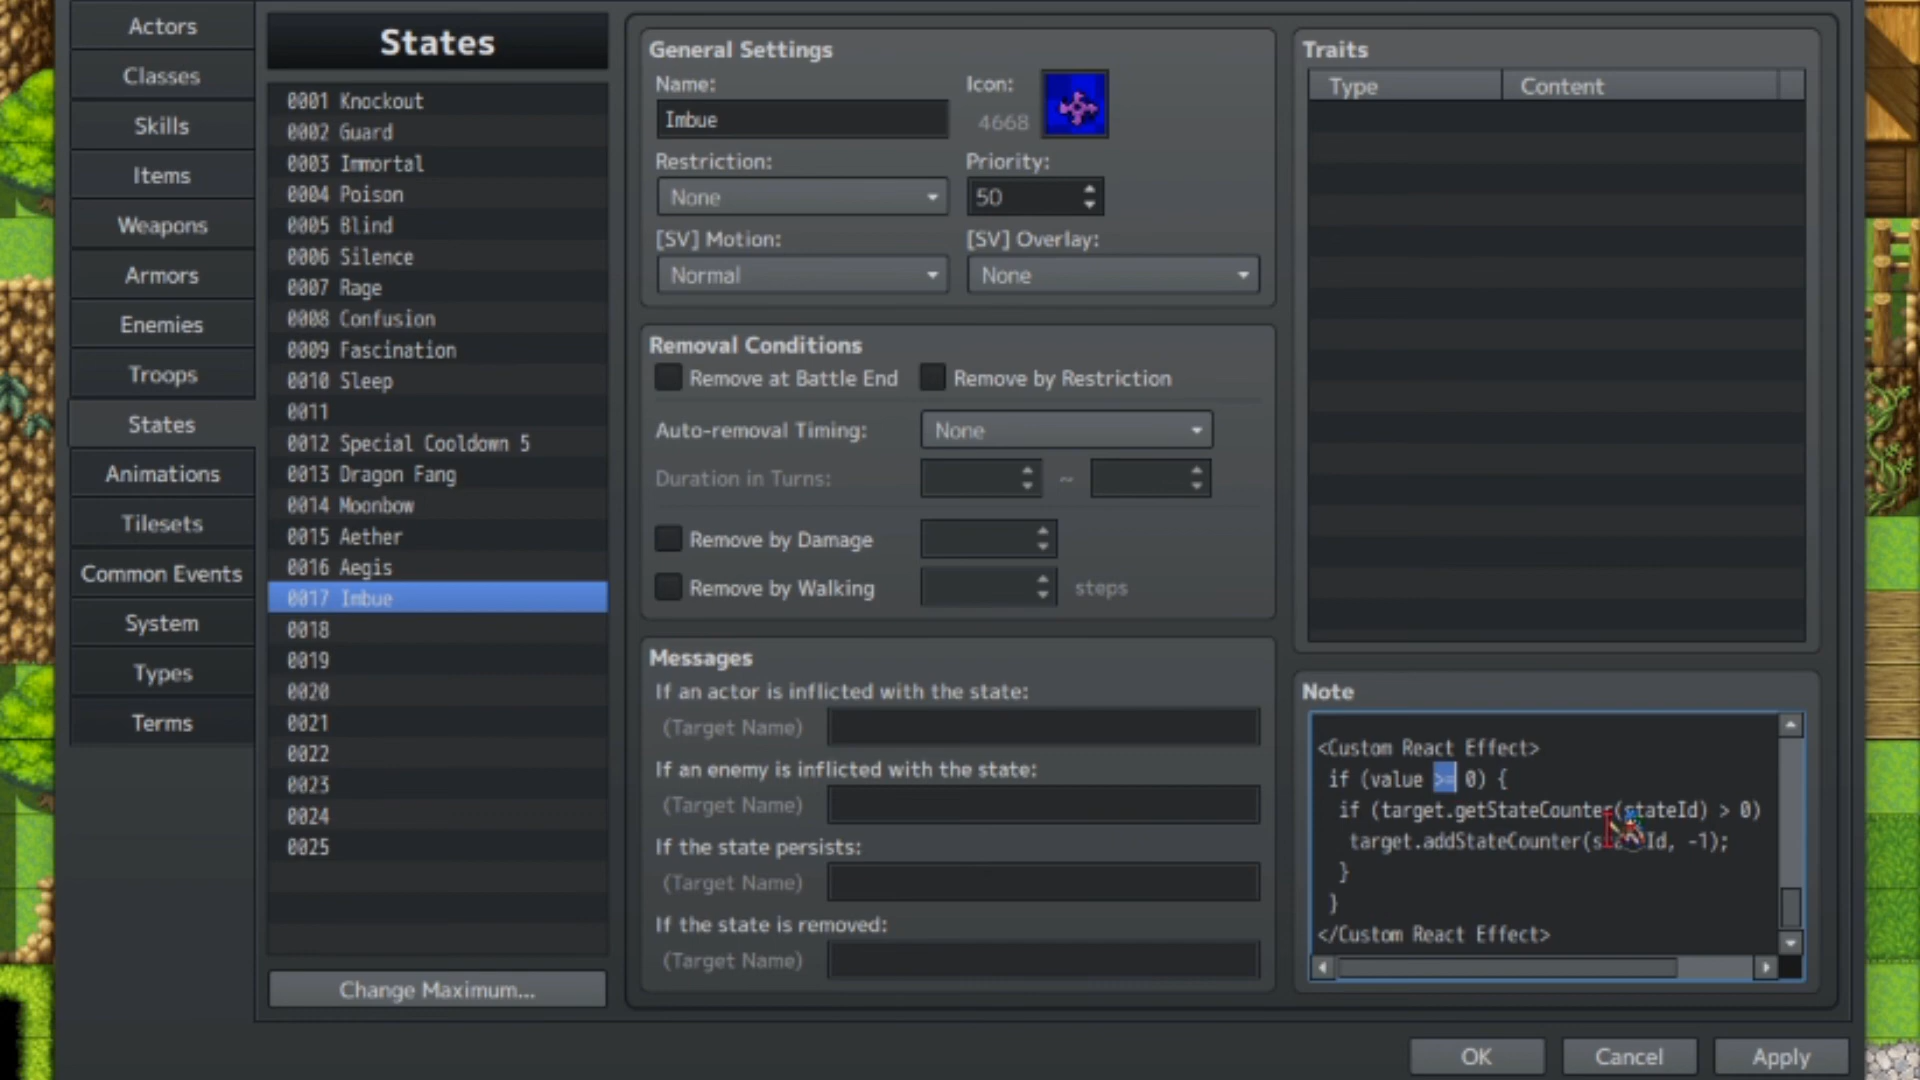 Actors
Classes
Skills
Items
Weapons
Armors
Enemies
Troops
States
Animations
Tilesets
Common Events
System
Types
Terms
States
0001 Knockout
0002 Guard
0003 Immortal
0004 Poison
0005 Blind
0006 Silence
0007 Rage
0008 Confusion
0009 Fascination
0010 Sleep
0011
0012 Special Cooldown 5
0013 Dragon Fang
0014 Moonbow
0015 Aether
0016 Aegis
0017 Imbue
0018
0019
0020
0021
0022
0023
0024
0025
Change Maximum...
General Settings
Name:
Icon:
Imbue
4668
Restriction:
Priority:
None
50
[SV] Motion:
[SV] Overlay:
Normal
None
Removal Conditions
Remove at Battle End
Remove by Restriction
Auto-removal Timing:
None
Duration in Turns:
~
Remove by Damage
Remove by Walking
steps
Messages
If an actor is inflicted with the state:
(Target Name)
If an enemy is inflicted with the state:
(Target Name)
If the state persists:
(Target Name)
If the state is removed:
(Target Name)
Traits
Type
Content
Note
<Custom React Effect>
if (value >= 0) {
if (target.getStateCounter(stateId) > 0)
target.addStateCounter(stateId, -1);
}
}
</Custom React Effect>
OK
Cancel
Apply